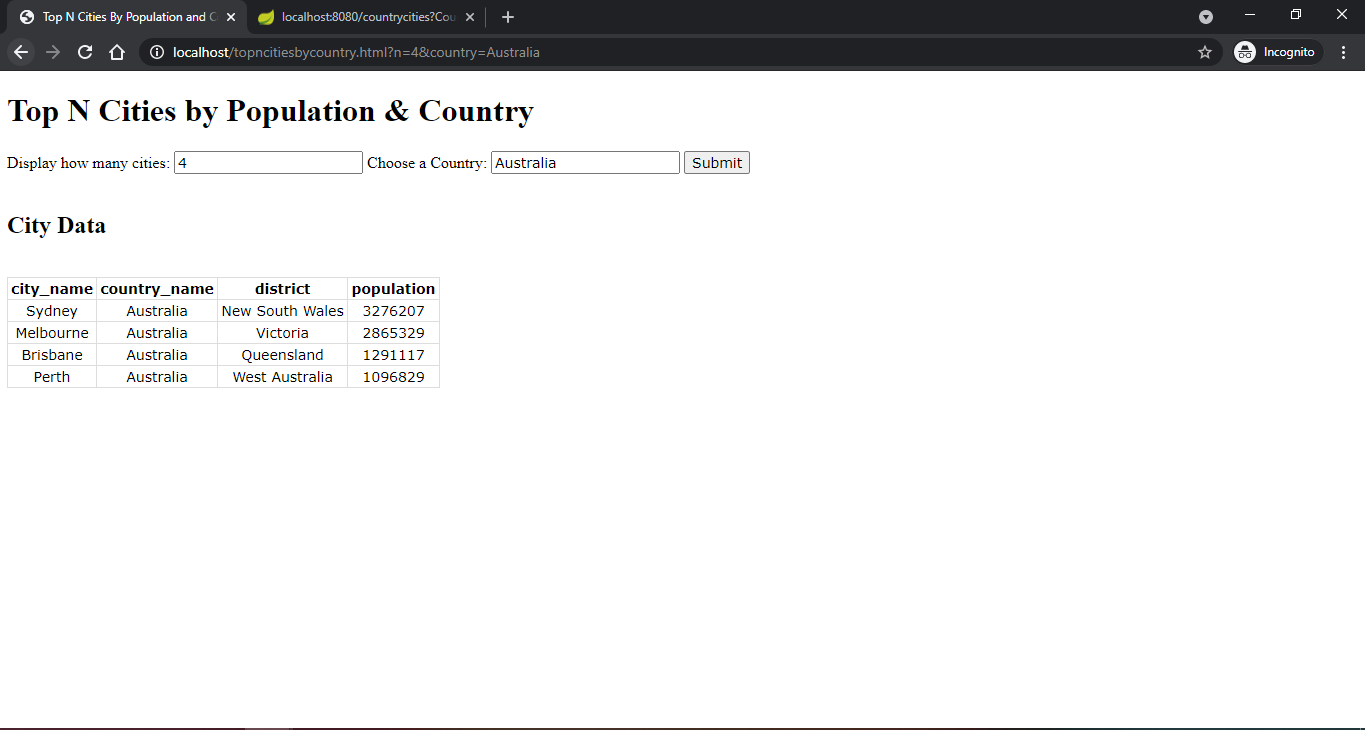 Top N Cities By Population and C
localhost:8080/countrycities?Cou
localhost/topncitiesbycountry.html?n=4&country=Australia
Incognito
Top N Cities by Population & Country
Display how many cities: 4 Choose a Country: Australia Submit
City Data
city_name country_name district population
Sydney Australia New South Wales 3276207
Melbourne Australia Victoria 2865329
Brisbane Australia Queensland 1291117
Perth Australia West Australia 1096829